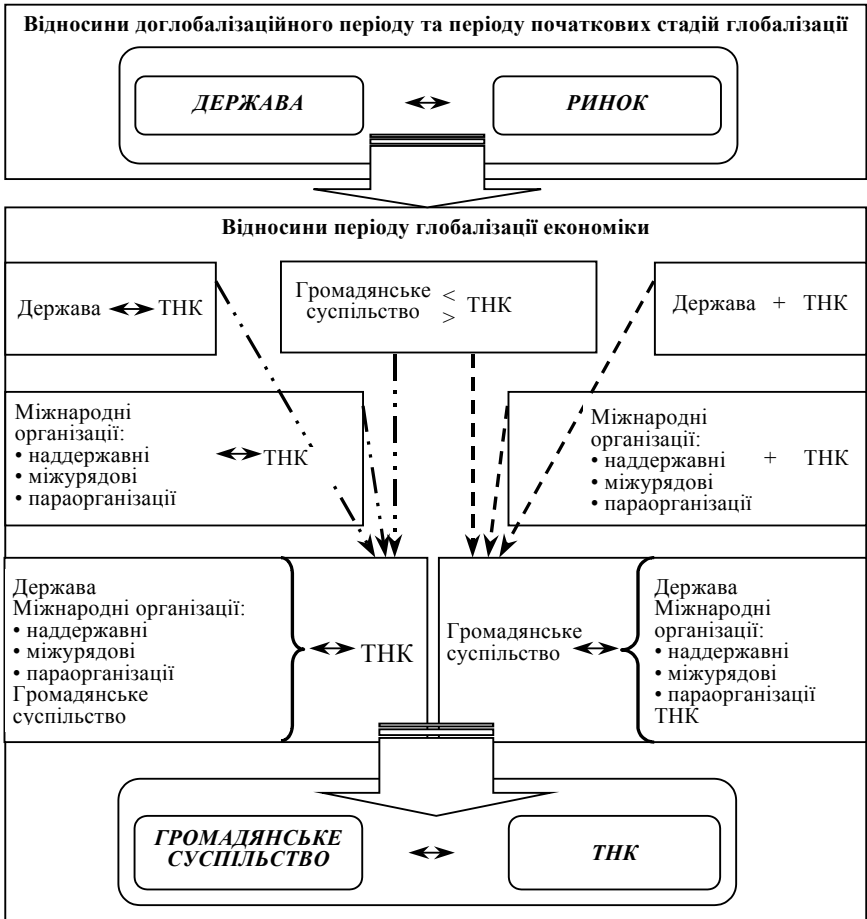 Відносини доглобалізаційного періоду та періоду початкових стадій глобалізації
ДЕРЖАВА
РИНОК
Відносини періоду глобалізації економіки
Держава ТНК
Громадянське
суспільство
<
>
ТНК
Держава + ТНК
Міжнародні
організації:
• наддержавні
• міжурядові
• параорганізації
ТНК
Міжнародні
організації:
• наддержавні
• міжурядові
• параорганізації
+ ТНК
Держава
Міжнародні організації:
• наддержавні
• міжурядові
• параорганізації
Громадянське
суспільство
ТНК
Громадянське
суспільство
Держава
Міжнародні
організації:
• наддержавні
• міжурядові
• параорганізації
ТНК
ГРОМАДЯНСЬКЕ
СУСПІЛЬСТВО
ТНК